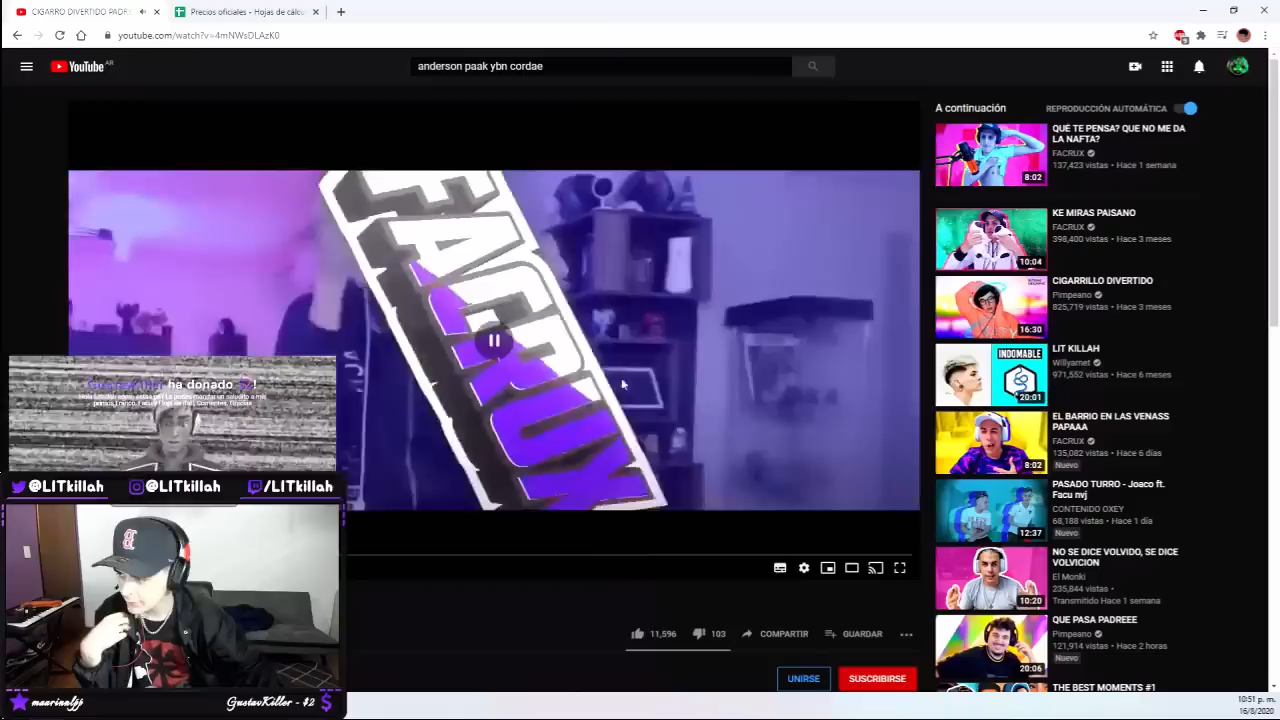 CIGARRO DIVERTIDO PADR
Precios oficiales - Hojas de cálcu
youtube.com/watch?v=4mNWsDLAzK0
YouTube AR
anderson paak ybn cordae
A continuación
REPRODUCCIÓN AUTOMÁTICA
QUÉ TE PENSA? QUE NO ME DA
LA NAFTA?
FACRUX
137,423 vistas • Hace 1 semana
8:02
KE MIRAS PAISANO
FACRUX
398,400 vistas • Hace 3 meses
10:04
CIGARRILLO DIVERTIDO
Pimpeano
825,719 vistas • Hace 3 meses
16:30
LIT KILLAH
Willyarnet
971,552 vistas • Hace 6 meses
INDOMABLE
20:01
EL BARRIO EN LAS VENASS
PAPAAA
FACRUX
135,082 vistas • Hace 6 días
Nuevo
8:02
PASADO TURRO - Joaco ft.
Facu nvj
CONTENIDO OXEY
68,188 vistas • Hace 1 día
Nuevo
12:37
NO SE DICE VOLVIDO, SE DICE
VOLVICION
El Monki
235,844 vistas •
Transmitido Hace 1 semana
10:20
QUE PASA PADREEE
Pimpeano
121,914 vistas • Hace 2 horas
Nuevo
20:06
THE BEST MOMENTS #1
ha donado $2!
@LITkillah
@LITkillah
/LITkillah
11,596
103
COMPARTIR
GUARDAR
UNIRSE
SUSCRIBIRSE
GustavKiller - $2
10:51 p. m.
16/8/2020